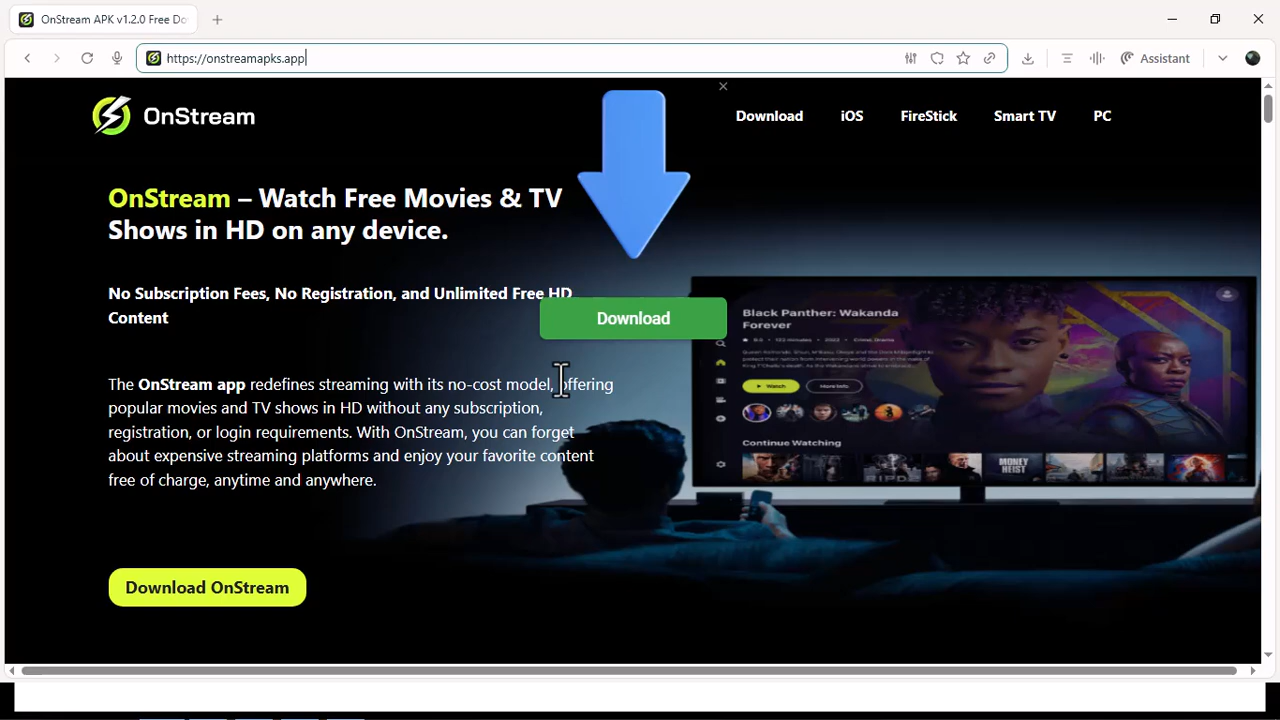 OnStream APK v1.2.0 Free Do
https://onstreamapks.app
Assistant
OnStream
Download
iOS
FireStick
Smart TV
PC
OnStream – Watch Free Movies & TV
Shows in HD on any device.
No Subscription Fees, No Registration, and Unlimited Free HD
Content
Download
The OnStream app redefines streaming with its no-cost model, offering
popular movies and TV shows in HD without any subscription,
registration, or login requirements. With OnStream, you can forget
about expensive streaming platforms and enjoy your favorite content
free of charge, anytime and anywhere.
Download OnStream
Black Panther: Wakanda
Forever
Watch
More Info
Continue Watching
MONEY
HEIST